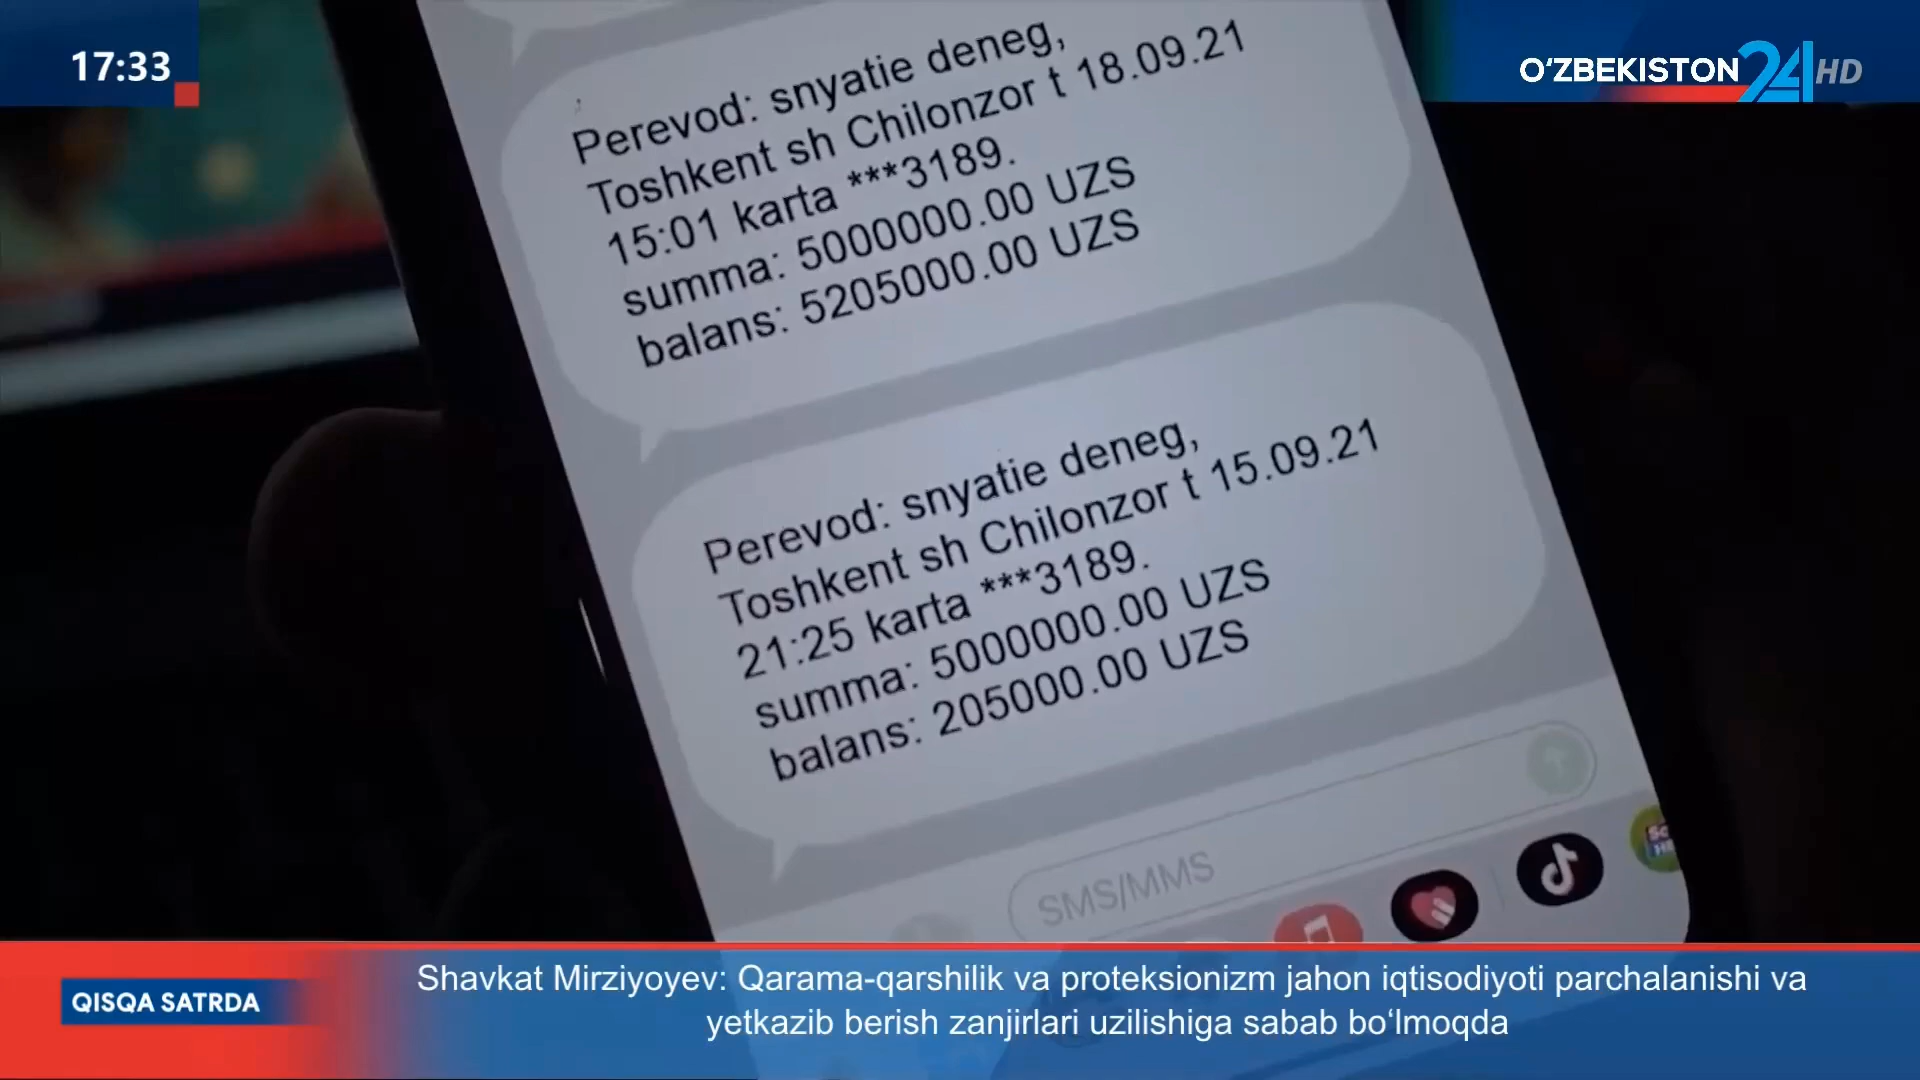 17:33
O‘ZBEKISTON 24 HD
Perevod: snyatie deneg,
Toshkent sh Chilonzor t 18.09.21
15:01 karta ***3189.
summa: 5000000.00 UZS
balans: 5205000.00 UZS
Perevod: snyatie deneg,
Toshkent sh Chilonzor t 15.09.21
21:25 karta ***3189.
summa: 5000000.00 UZS
balans: 205000.00 UZS
SMS/MMS
QISQA SATRDA
Shavkat Mirziyoyev: Qarama-qarshilik va proteksionizm jahon iqtisodiyoti parchalanishi va
yetkazib berish zanjirlari uzilishiga sabab bo‘lmoqda